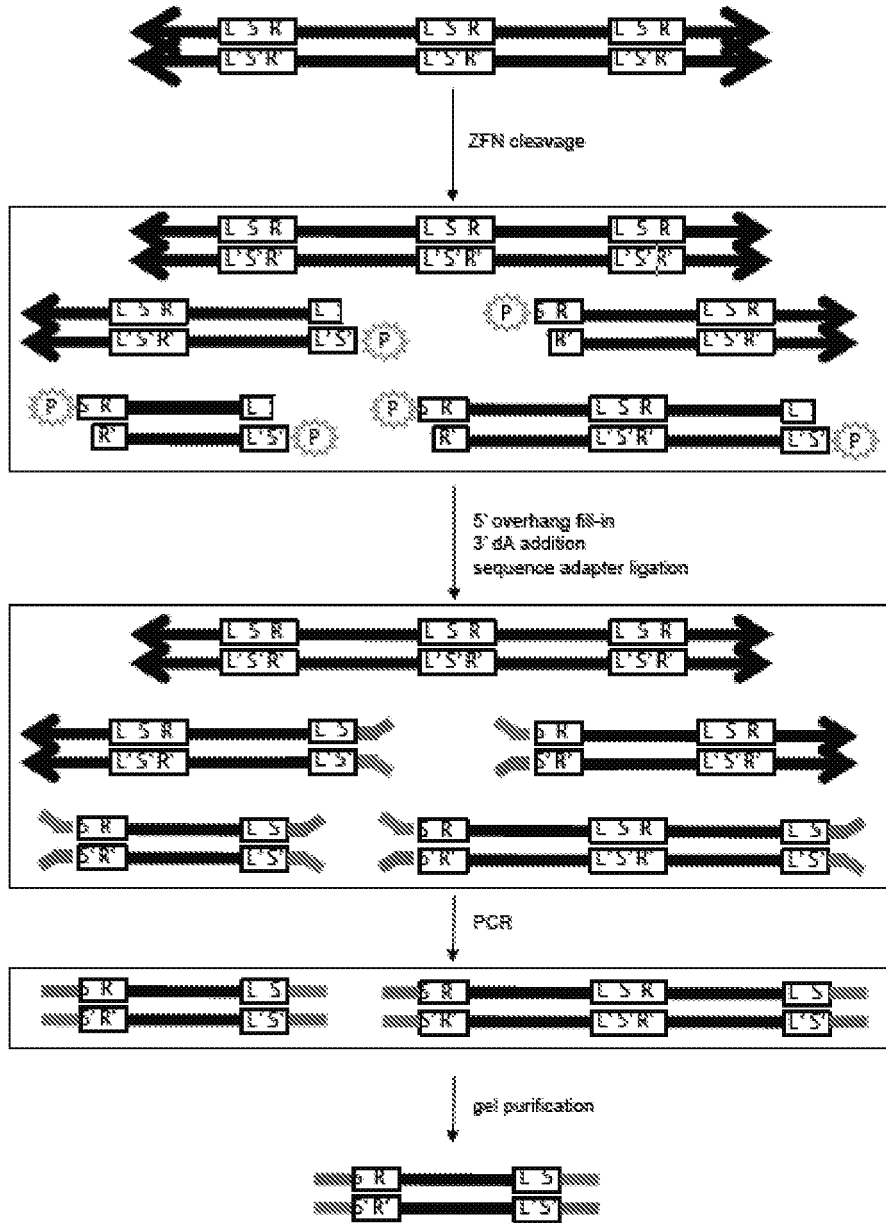 L S R L S R L S R
L'S'R' L'S'R' L'S'R'
ZFN cleavage
L S R L S R L S R
L'S'R' L'S'R' L'S'R'
L S R L P S R L S R
L'S'R' L'S' P R' L'S'R'
P S R L P S R L S R L
R' L'S' P R' L'S'R' L'S' P
5' overhang fill-in
3' dA addition
sequence adapter ligation
L S R L S R L S R
L'S'R' L'S'R' L'S'R'
L S R L S S R L S R
L'S'R' L'S' S'R' L'S'R'
S R L S S R L S R L S
S'R' L'S' S'R' L'S'R' L'S'
PCR
S R L S S R L S R L S
S'R' L'S' S'R' L'S'R' L'S'
gel purification
S R L S
S'R' L'S'